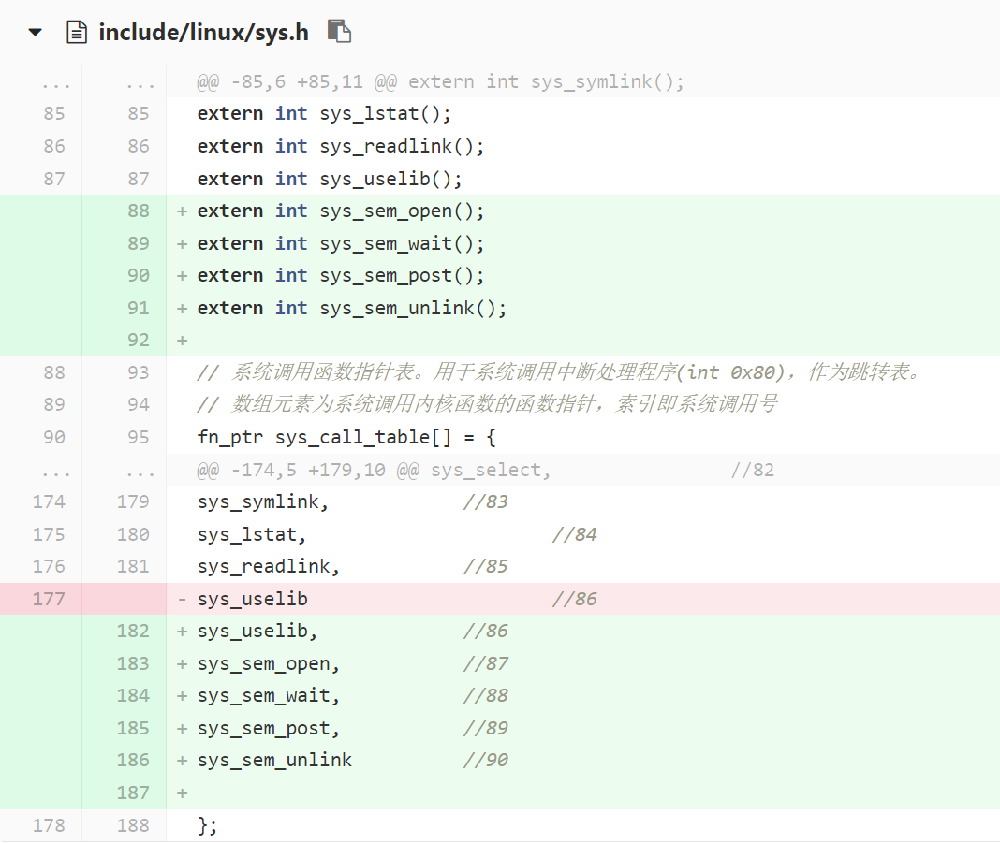 include/linux/sys.h
... ... @@ -85,6 +85,11 @@ extern int sys_symlink();
85 85 extern int sys_lstat();
86 86 extern int sys_readlink();
87 87 extern int sys_uselib();
88 + extern int sys_sem_open();
89 + extern int sys_sem_wait();
90 + extern int sys_sem_post();
91 + extern int sys_sem_unlink();
92 +
88 93 // 系统调用函数指针表。用于系统调用中断处理程序(int 0x80)，作为跳转表。
89 94 // 数组元素为系统调用内核函数的函数指针，索引即系统调用号
90 95 fn_ptr sys_call_table[] = {
... ... @@ -174,5 +179,10 @@ sys_select, //82
174 179 sys_symlink, //83
175 180 sys_lstat, //84
176 181 sys_readlink, //85
177 - sys_uselib //86
182 + sys_uselib, //86
183 + sys_sem_open, //87
184 + sys_sem_wait, //88
185 + sys_sem_post, //89
186 + sys_sem_unlink //90
187 +
178 188 };